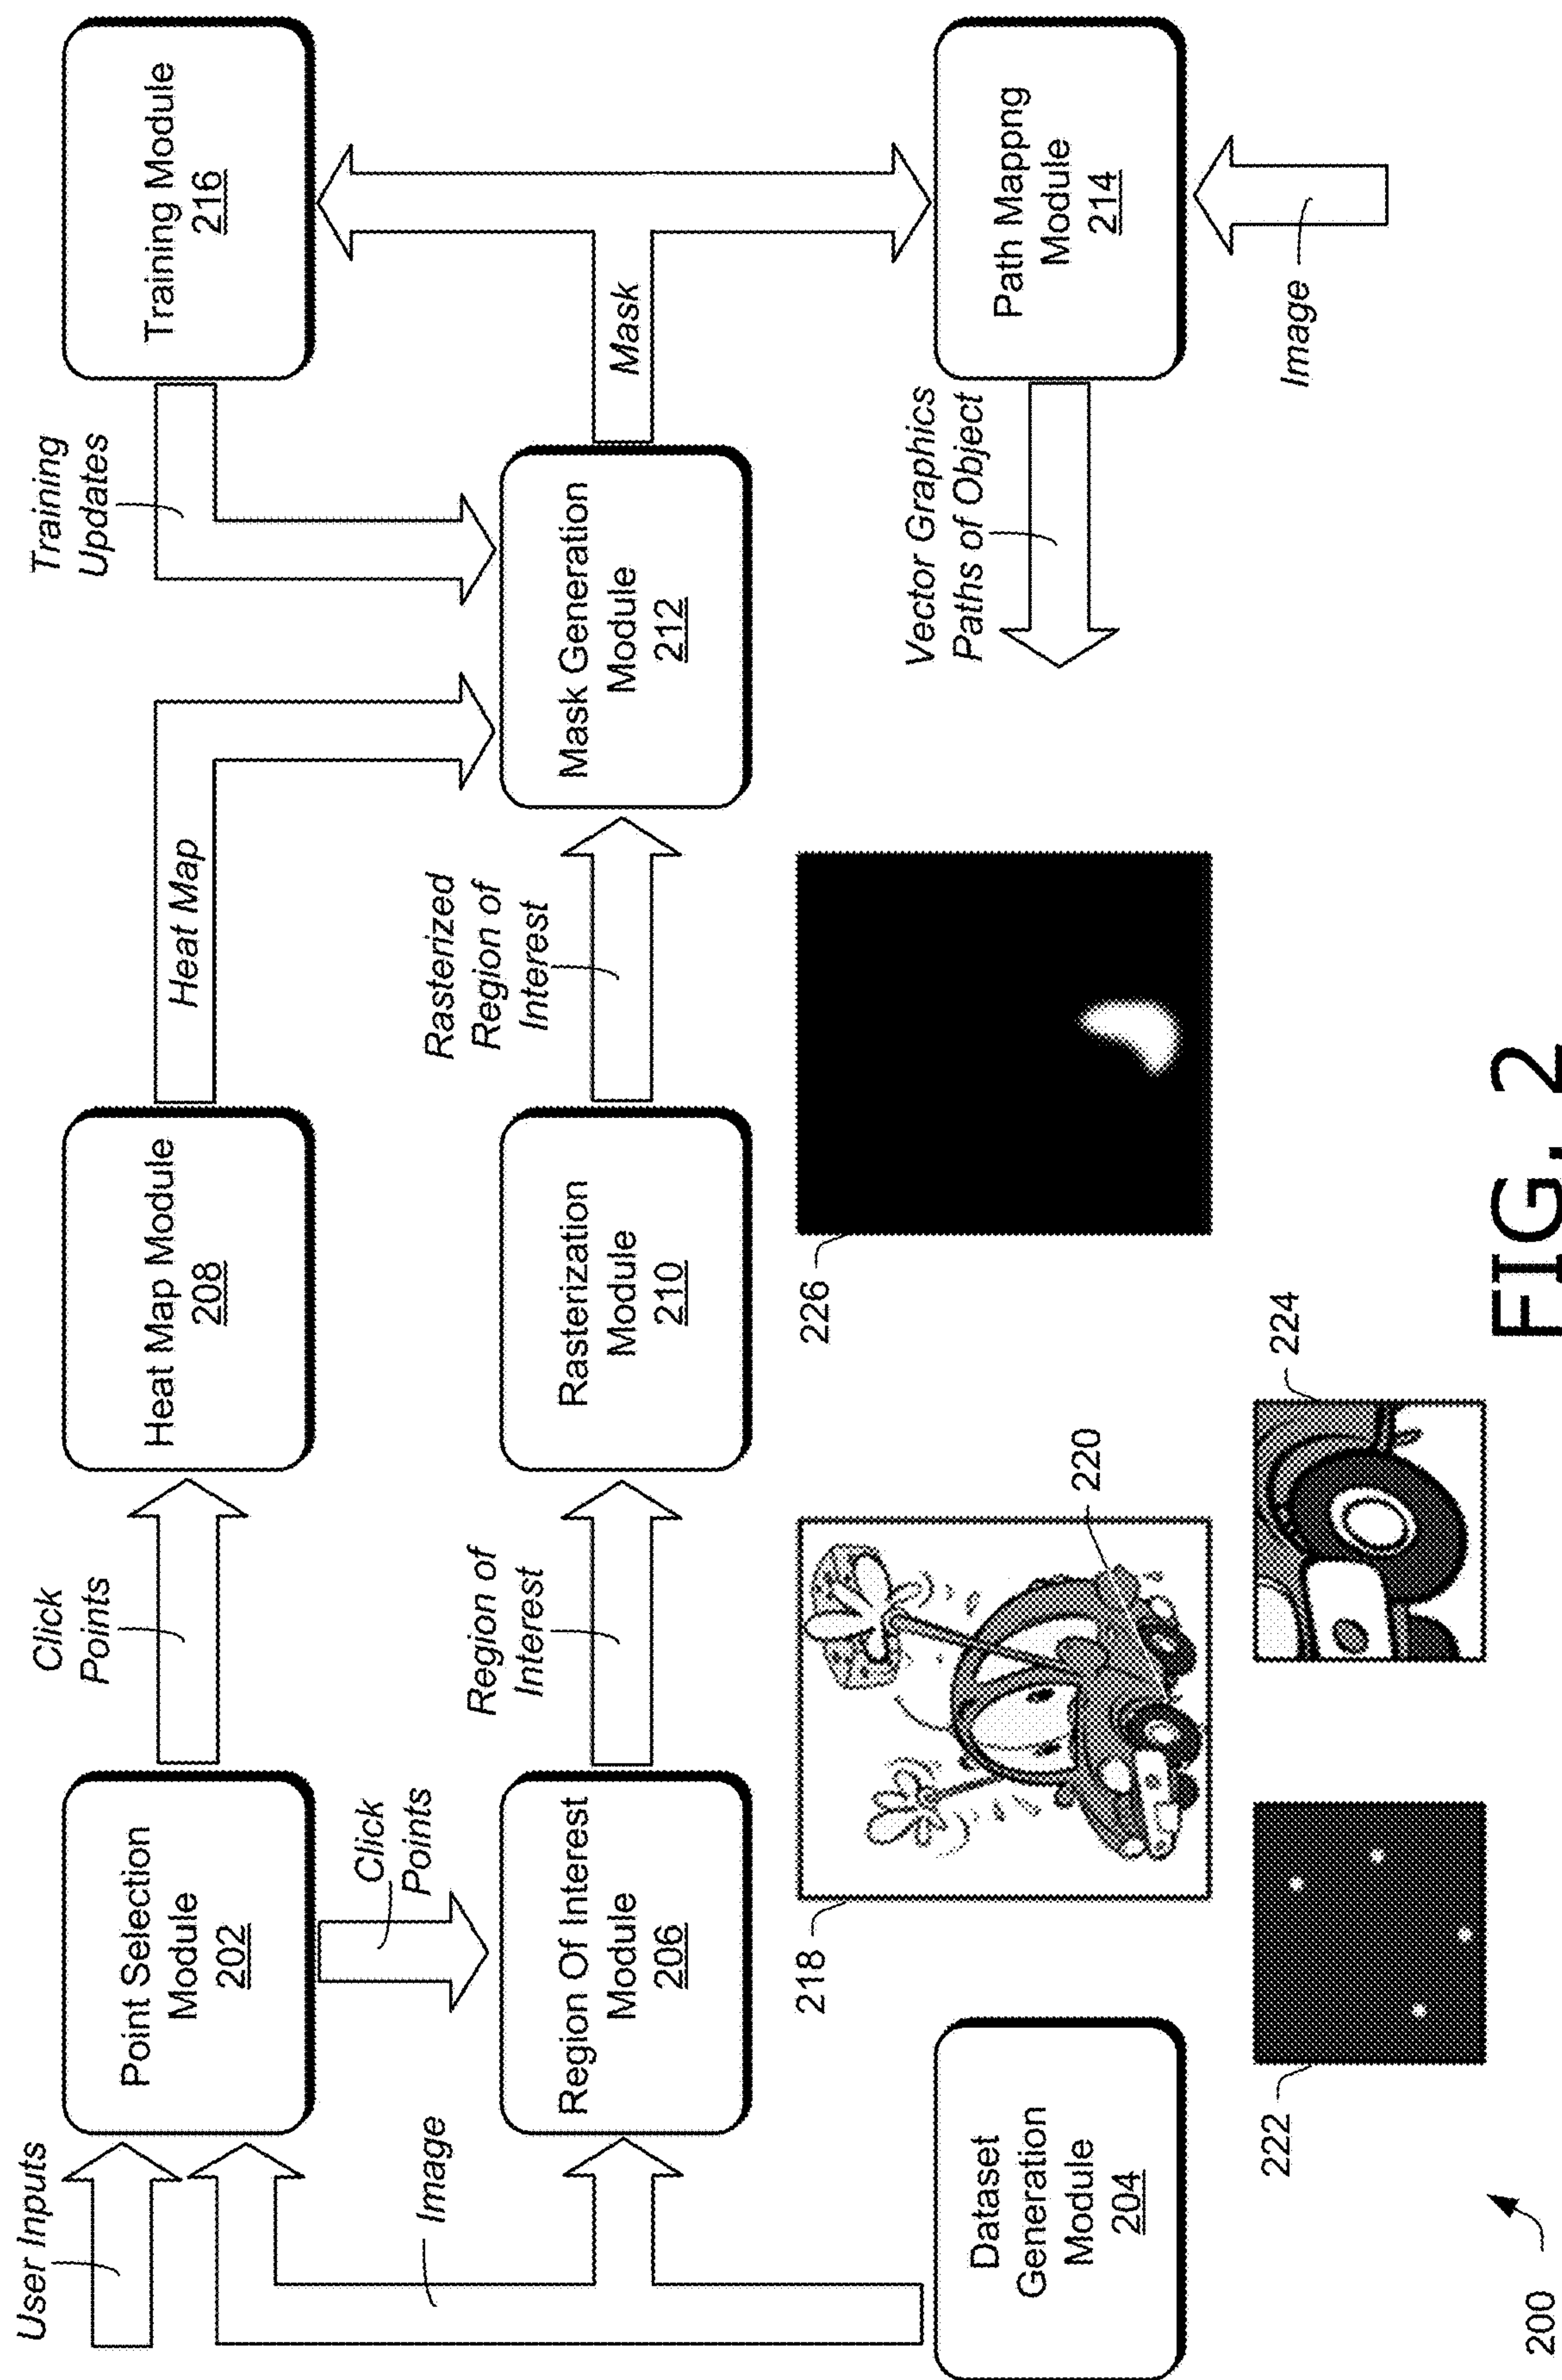 User Inputs
Point Selection
Module
202
Click
Points
Heat Map Module
208
Heat Map
Training
Updates
Training Module
216
Image
Click
Points
Region Of Interest
Module
206
Region of
Interest
Rasterization
Module
210
Rasterized
Region of
Interest
Mask Generation
Module
212
Mask
Dataset
Generation
Module
204
218
220
226
Vector Graphics
Paths of Object
Path Mappng
Module
214
Image
222
224
200
FIG. 2